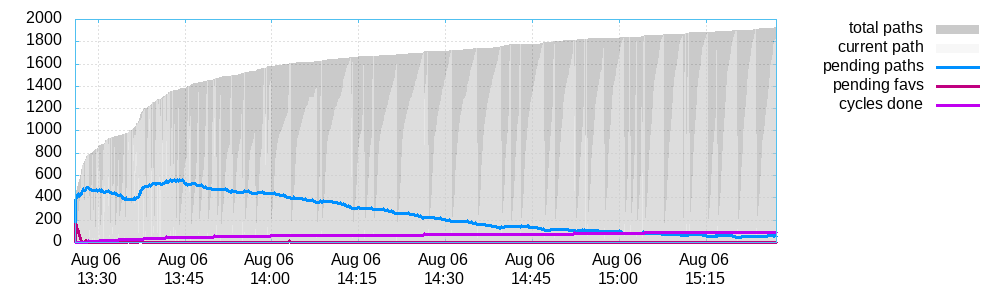 2000
1800
1600
1400
1200
1000
800
600
400
200
0
Aug 06 Aug 06 Aug 06 Aug 06 Aug 06 Aug 06 Aug 06 Aug 06
13:30 13:45 14:00 14:15 14:30 14:45 15:00 15:15
total paths
current path
pending paths
pending favs
cycles done